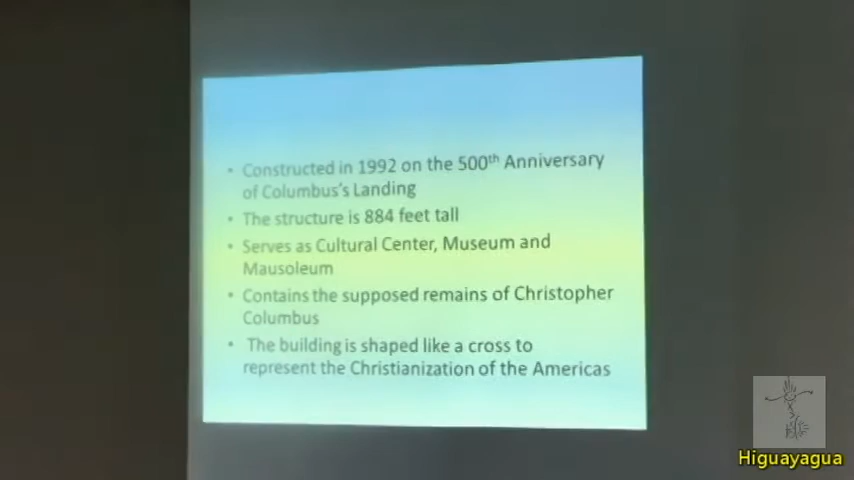 • Constructed in 1992 on the 500th Anniversary
of Columbus's Landing
• The structure is 884 feet tall
• Serves as Cultural Center, Museum and
Mausoleum
• Contains the supposed remains of Christopher
Columbus
• The building is shaped like a cross to
represent the Christianization of the Americas
Higuayagua